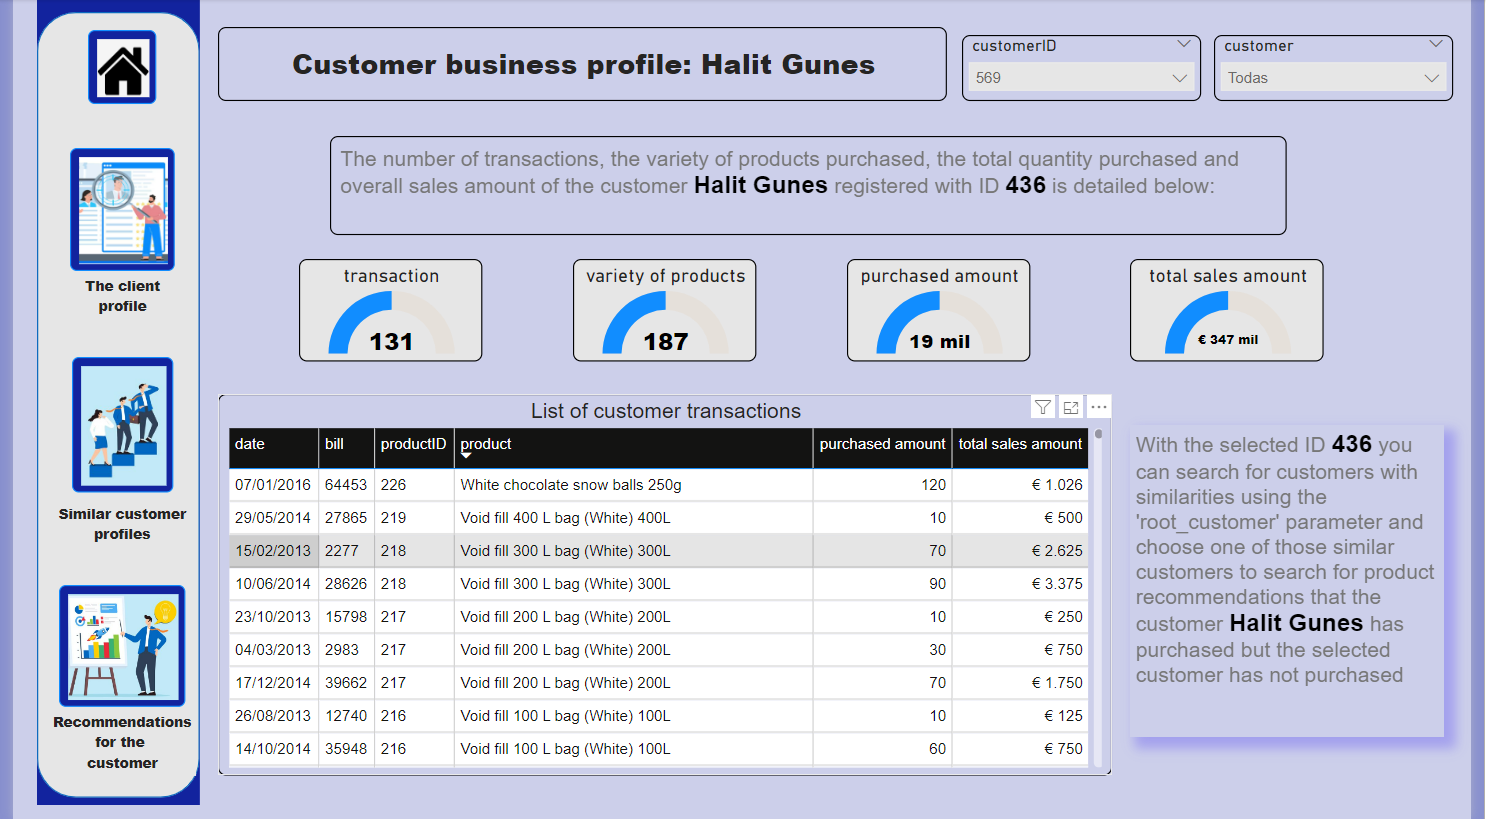 Customer business profile: Halit Gunes
customerID
569
customer
Todas
The client
profile
Similar customer
profiles
Recommendations
for the
customer
The number of transactions, the variety of products purchased, the total quantity purchased and
overall sales amount of the customer Halit Gunes registered with ID 436 is detailed below:
transaction
131
variety of products
187
purchased amount
19 mil
total sales amount
€ 347 mil
List of customer transactions
date bill productID product purchased amount total sales amount
07/01/2016 64453 226 White chocolate snow balls 250g 120 € 1.026
29/05/2014 27865 219 Void fill 400 L bag (White) 400L 10 € 500
15/02/2013 2277 218 Void fill 300 L bag (White) 300L 70 € 2.625
10/06/2014 28626 218 Void fill 300 L bag (White) 300L 90 € 3.375
23/10/2013 15798 217 Void fill 200 L bag (White) 200L 10 € 250
04/03/2013 2983 217 Void fill 200 L bag (White) 200L 30 € 750
17/12/2014 39662 217 Void fill 200 L bag (White) 200L 70 € 1.750
26/08/2013 12740 216 Void fill 100 L bag (White) 100L 10 € 125
14/10/2014 35948 216 Void fill 100 L bag (White) 100L 60 € 750
With the selected ID 436 you
can search for customers with
similarities using the
'root_customer' parameter and
choose one of those similar
customers to search for product
recommendations that the
customer Halit Gunes has
purchased but the selected
customer has not purchased